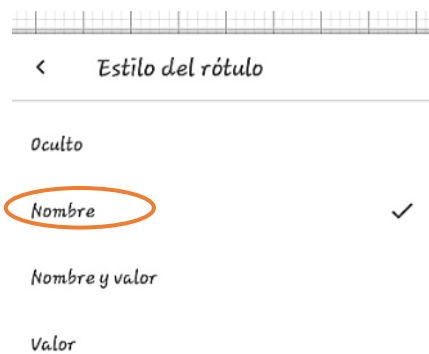 Estilo del rótulo
Oculto
Nombre
Nombre y valor
Valor